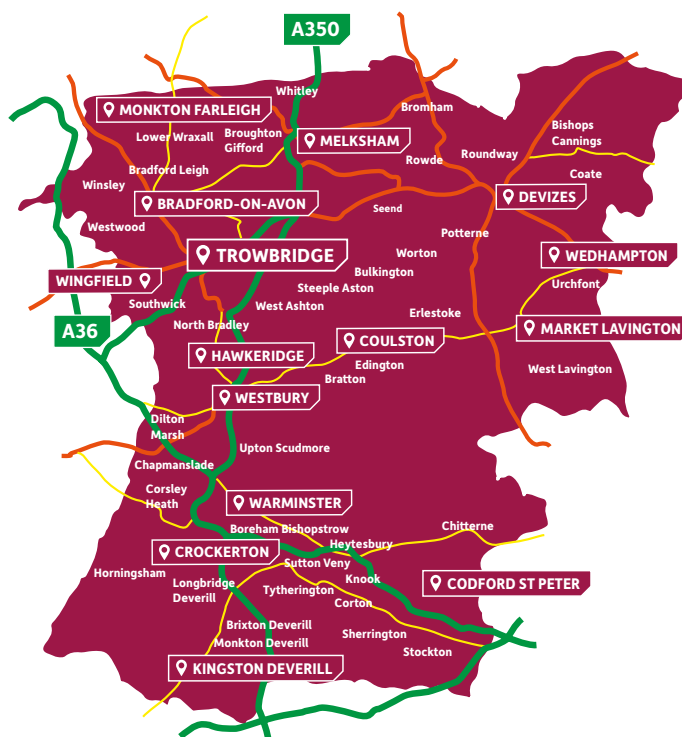 A350
Whitley
MONKTON FARLEIGH
Bromham
Lower Wraxall
Broughton
Gifford
MELKSHAM
Bishops
Cannings
Roundway
Rowde
Bradford Leigh
Coate
Winsley
BRADFORD-ON-AVON
DEVIZES
Seend
Westwood
Potterne
TROWBRIDGE
Worton
WEDHAMPTON
Bulkington
WINGFIELD
Steeple Aston
Urchfont
Southwick
West Ashton
Erlestoke
North Bradley
A36
MARKET LAVINGTON
COULSTON
HAWKERIDGE
Edington
West Lavington
Bratton
WESTBURY
Dilton
Marsh
Upton Scudmore
Chapmanslade
Corsley
Heath
WARMINSTER
Boreham
Bishopstrow
Chitterne
Heytesbury
CROCKERTON
Sutton Veny
Horningsham
Longbridge
Deverill
Knook
CODFORD ST PETER
Tytherington
Corton
Brixton Deverill
Sherrington
Monkton Deverill
Stockton
KINGSTON DEVERILL